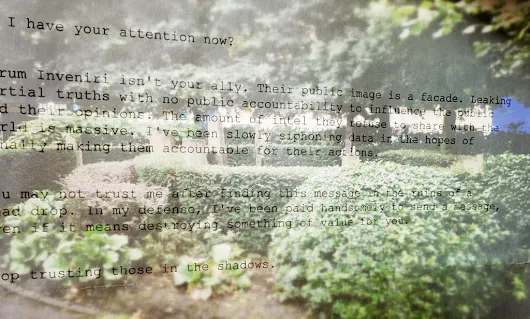 I have your attention now?
rum Inveniri isn't your ally. Their public image is a facade. Leaking
rtial truths with no public accountability to influence the public
d their opinions. The amount of intel they refuse to share with the
rld is massive. I've been slowly siphoning data in the hopes of
ually making them accountable for their actions.
u may not trust me after finding this message in the ruins of a
ad drop. In my defense, I've been paid handsomely to send a message,
en if it means destroying something of value for you.
op trusting those in the shadows.